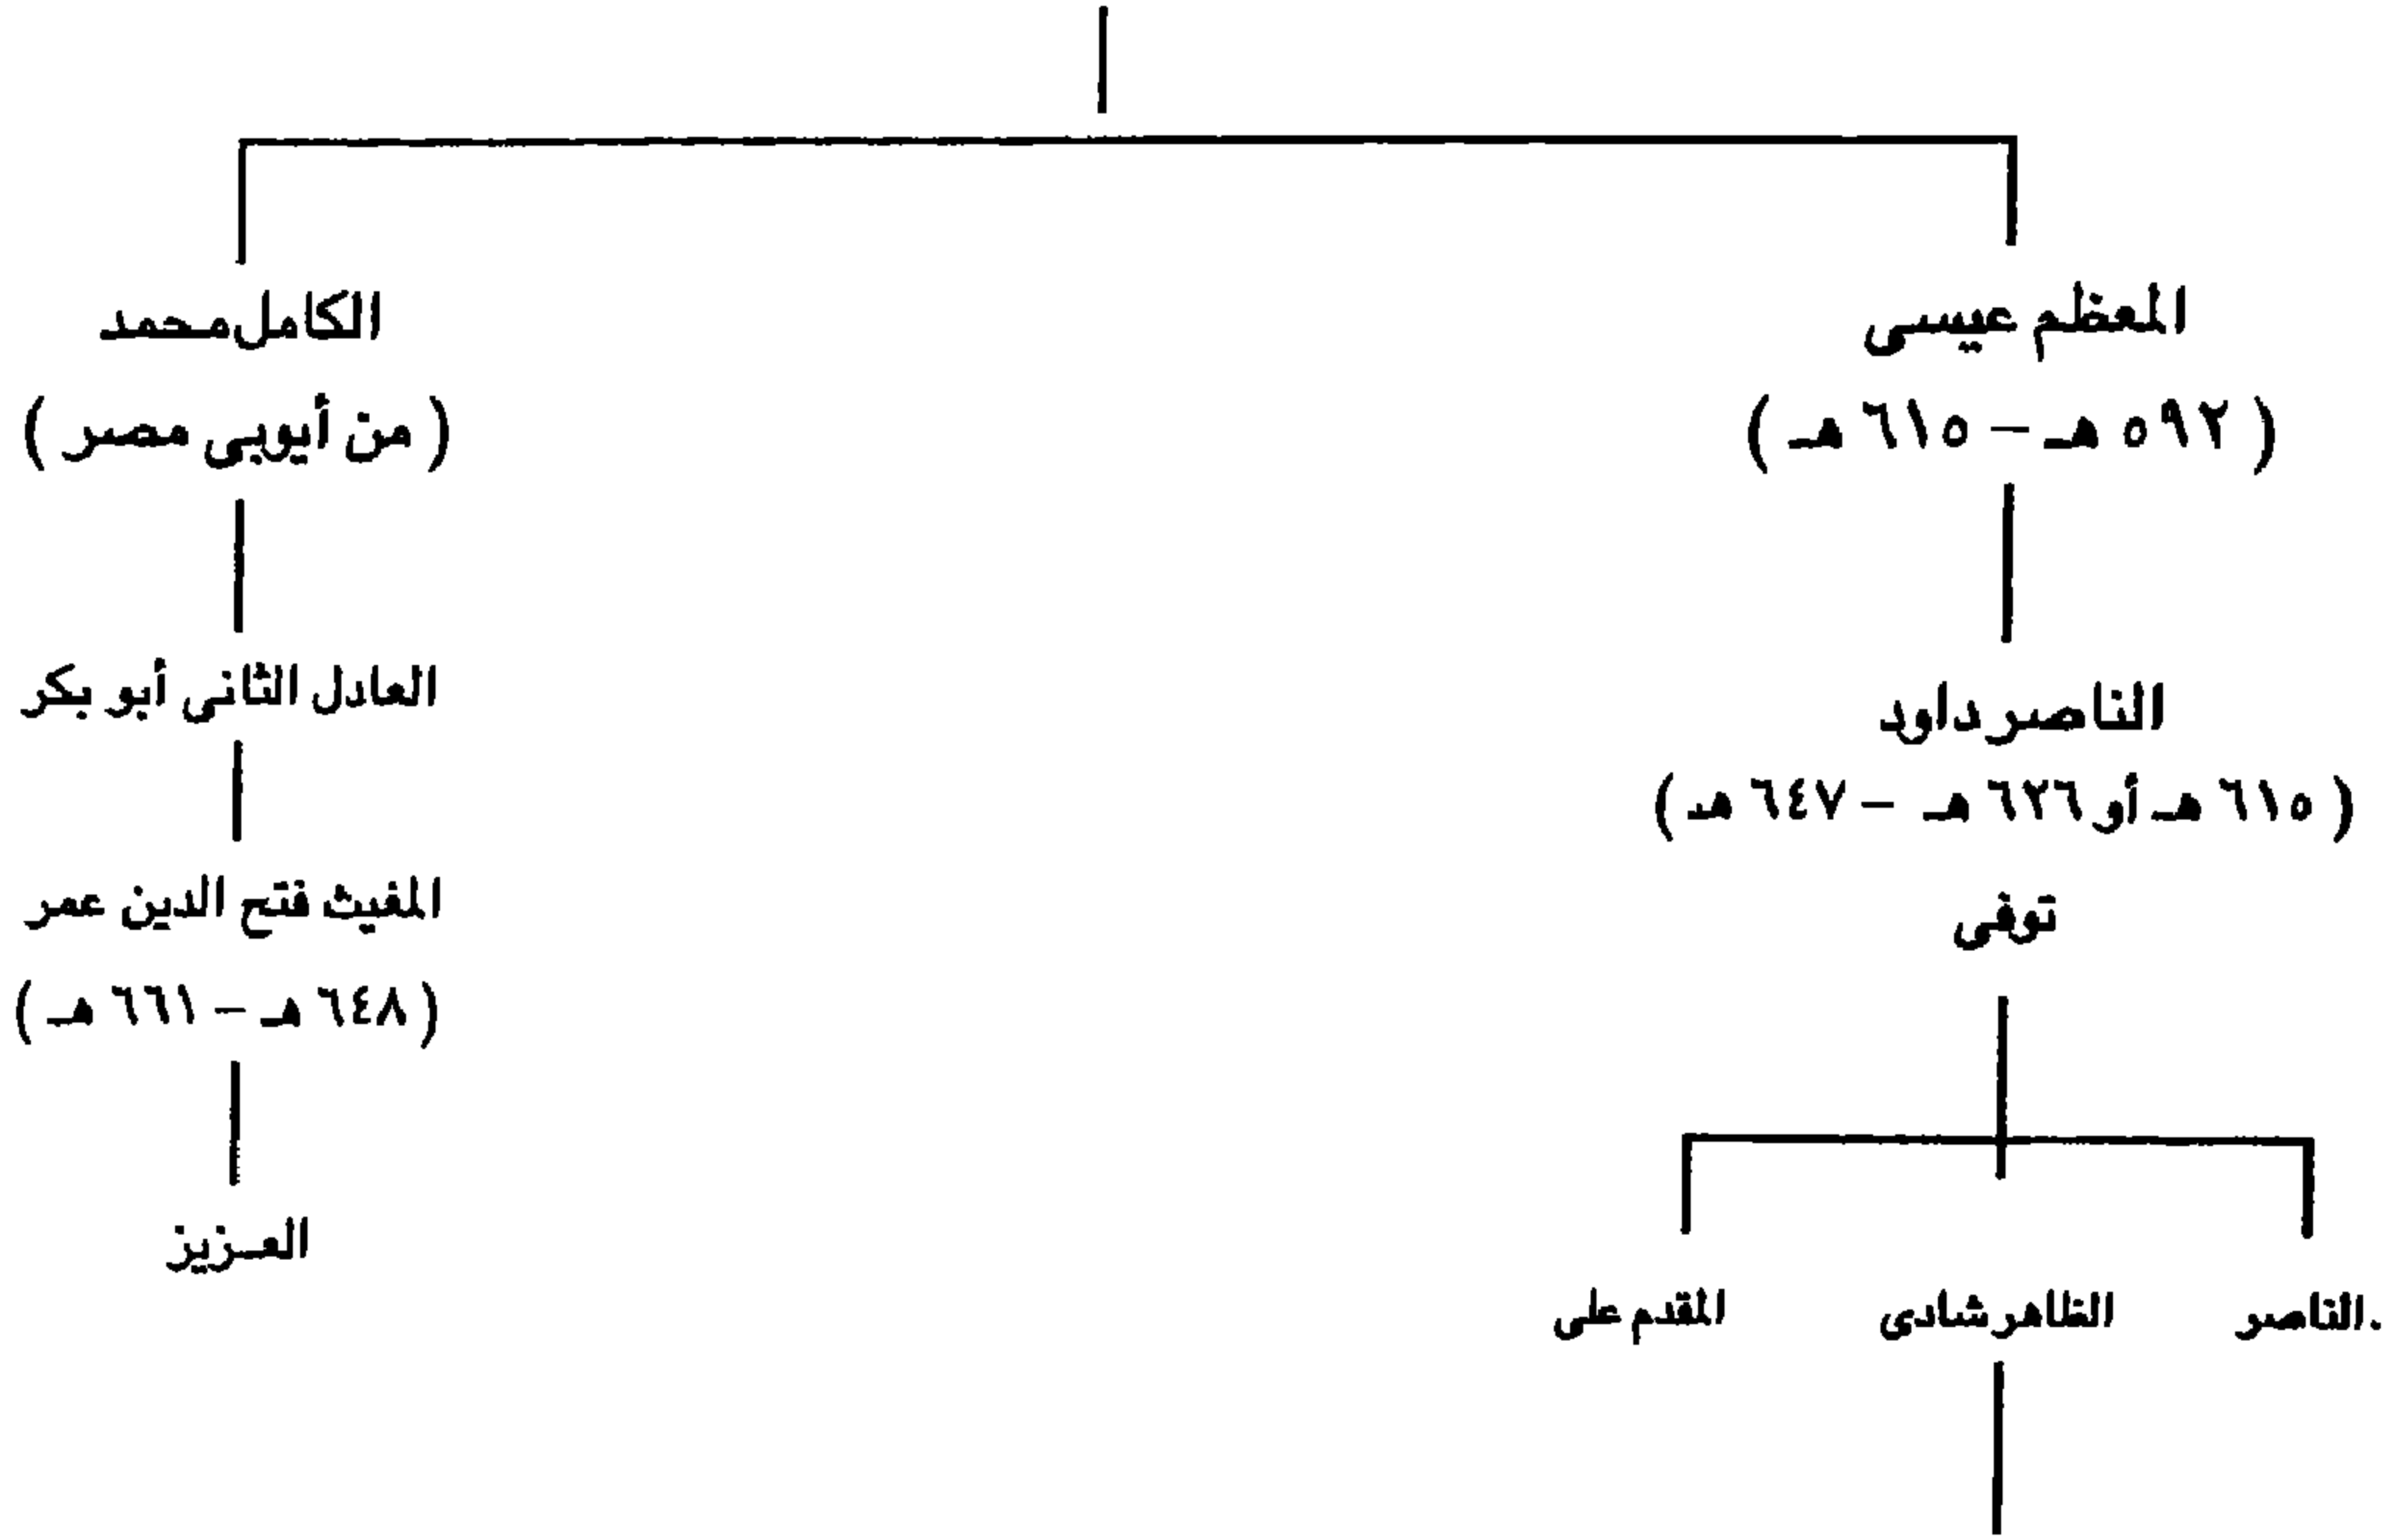 المعظم عيسى
( ٥٩٢ هـ – ٦١٥ هـ )
الناصر داود
( ٦١٥ هـ أو ٦٢٦ هـ – ٦٤٧ هـ )
توفى
الناصر
الظاهر شادى
المقدم على
الكامل محمد
( من أيوبى مصر )
العادل الثانى أبو بكر
المغيث فتح الدين عمر
( ٦٤٨ هـ – ٦٦١ هـ )
العزيز